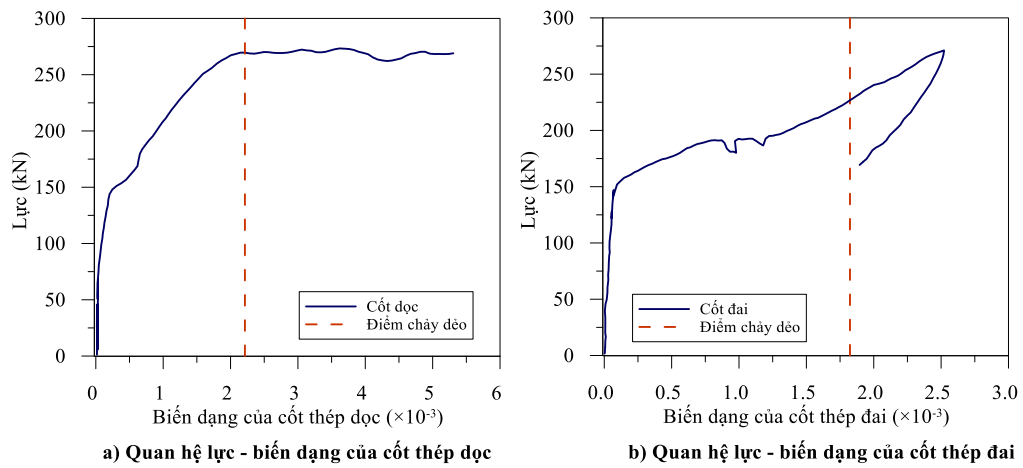 300
250
200
150
100
50
0
Lực (kN)
Cốt dọc
Điểm chảy dẻo
0 1 2 3 4 5 6
Biến dạng của cốt thép dọc (×10-3)
a) Quan hệ lực - biến dạng của cốt thép dọc
300
250
200
150
100
50
0
Lực (kN)
Cốt đai
Điểm chảy dẻo
0.0 0.5 1.0 1.5 2.0 2.5 3.0
Biến dạng của cốt thép đai (×10-3)
b) Quan hệ lực - biến dạng của cốt thép đai